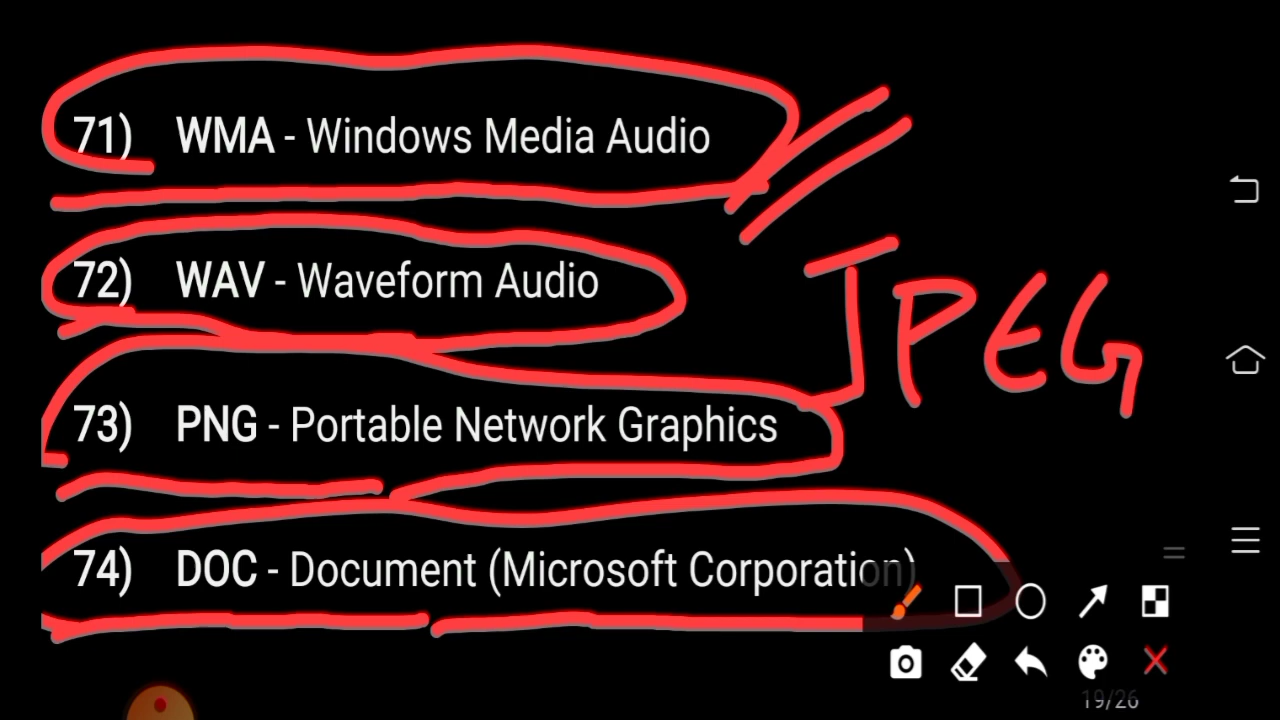 71) WMA - Windows Media Audio
72) WAV - Waveform Audio
JPEG
73) PNG - Portable Network Graphics
74) DOC - Document (Microsoft Corporation)
19/26